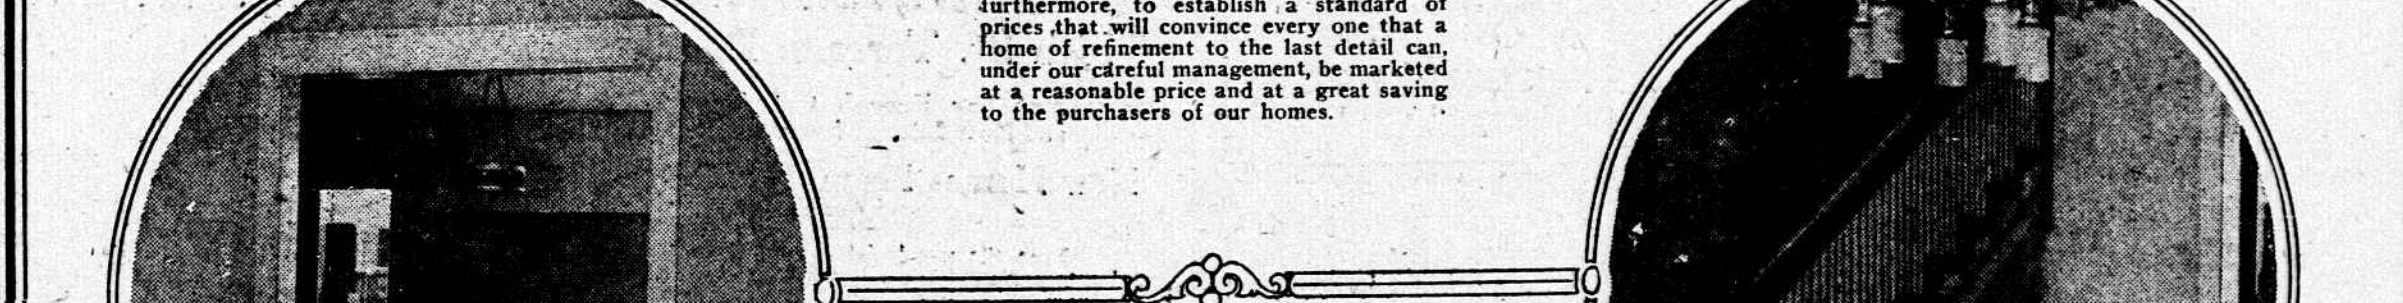 furthermore, to establish a standard of
prices that will convince every one that a
home of refinement to the last detail can,
under our careful management, be marketed
at a reasonable price and at a great saving
to the purchasers of our homes.